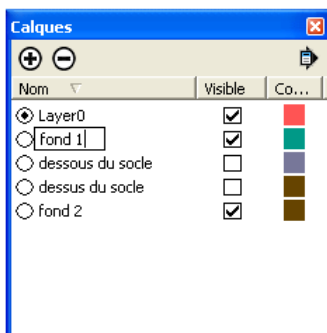 Calques
Nom Visible Co...
Layer0
fond 1
dessous du socle
dessus du socle
fond 2